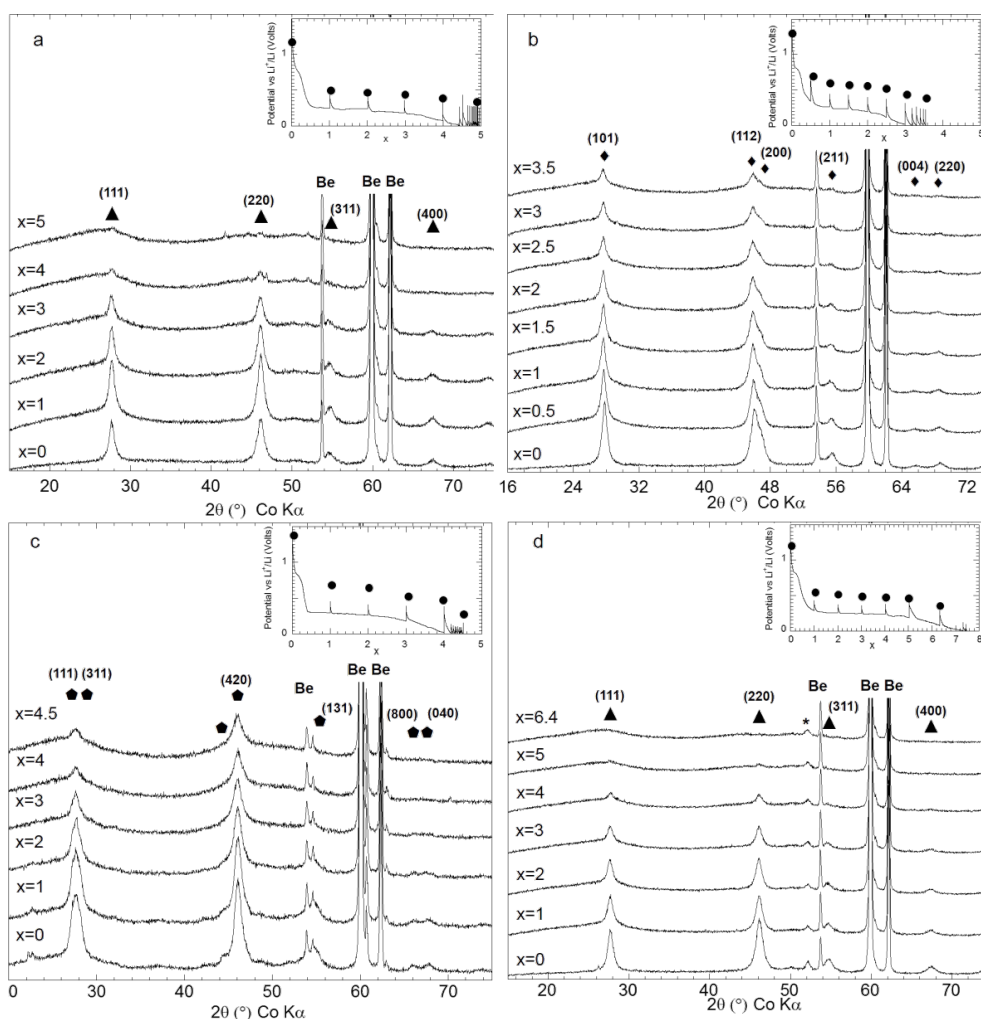 a
Potential vs Li+/Li (Volts)
1
0
0 1 2 3 4 5
x
(111)
(220)
Be
(311)
Be
Be
(400)
x=5
x=4
x=3
x=2
x=1
x=0
20 30 40 50 60 70
2θ (°) Co Kα
b
Potential vs Li+/Li (Volts)
1
0
0 1 2 3 4 5
x
(101)
(112)
(200)
(211)
(004)
(220)
x=3.5
x=3
x=2.5
x=2
x=1.5
x=1
x=0.5
x=0
16 28 40 52 64 72
2θ (°) Co Kα
c
Potential vs Li+/Li (Volts)
1
0
0 1 2 3 4 5
x
(111) (311)
(420)
Be
(131)
Be Be
(800)
(040)
x=4.5
x=4
x=3
x=2
x=1
x=0
20 30 40 50 60 70
2θ (°) Co Kα
d
Potential vs Li+/Li (Volts)
1
0
0 1 2 3 4 5 6 7 8
x
(111)
(220)
*
Be
(311)
Be Be
(400)
x=6.4
x=5
x=4
x=3
x=2
x=1
x=0
20 30 40 50 60 70
2θ (°) Co Kα